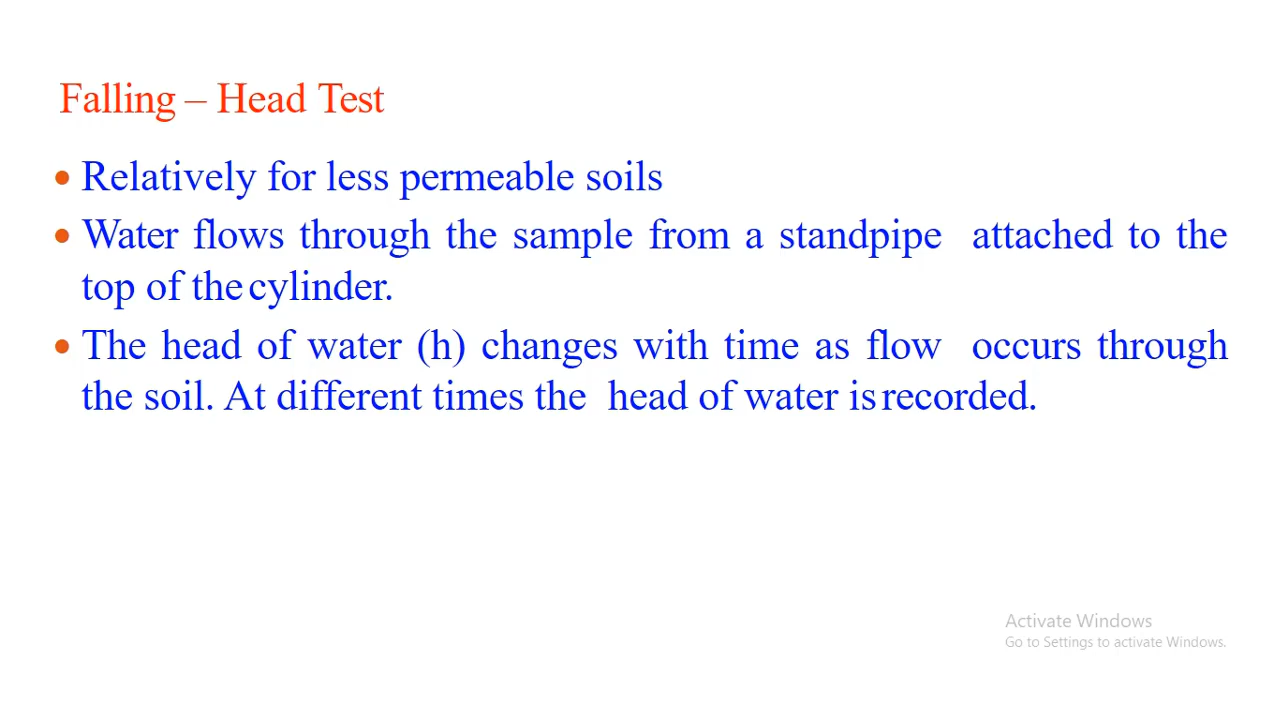 Falling – Head Test
• Relatively for less permeable soils
• Water flows through the sample from a standpipe attached to the
top of the cylinder.
• The head of water (h) changes with time as flow occurs through
the soil. At different times the head of water is recorded.
Activate Windows
Go to Settings to activate Windows.